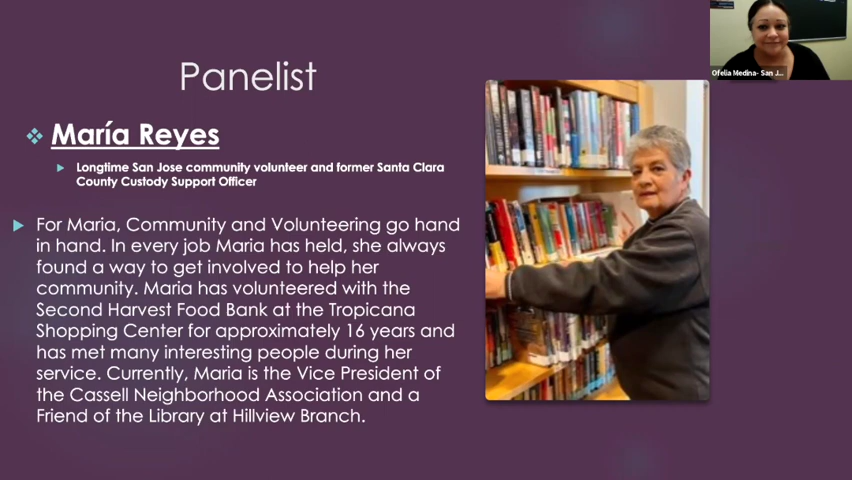 Ofelia Medina- San J...
Panelist
María Reyes
Longtime San Jose community volunteer and former Santa Clara
County Custody Support Officer
For Maria, Community and Volunteering go hand
in hand. In every job Maria has held, she always
found a way to get involved to help her
community. Maria has volunteered with the
Second Harvest Food Bank at the Tropicana
Shopping Center for approximately 16 years and
has met many interesting people during her
service. Currently, Maria is the Vice President of
the Cassell Neighborhood Association and a
Friend of the Library at Hillview Branch.